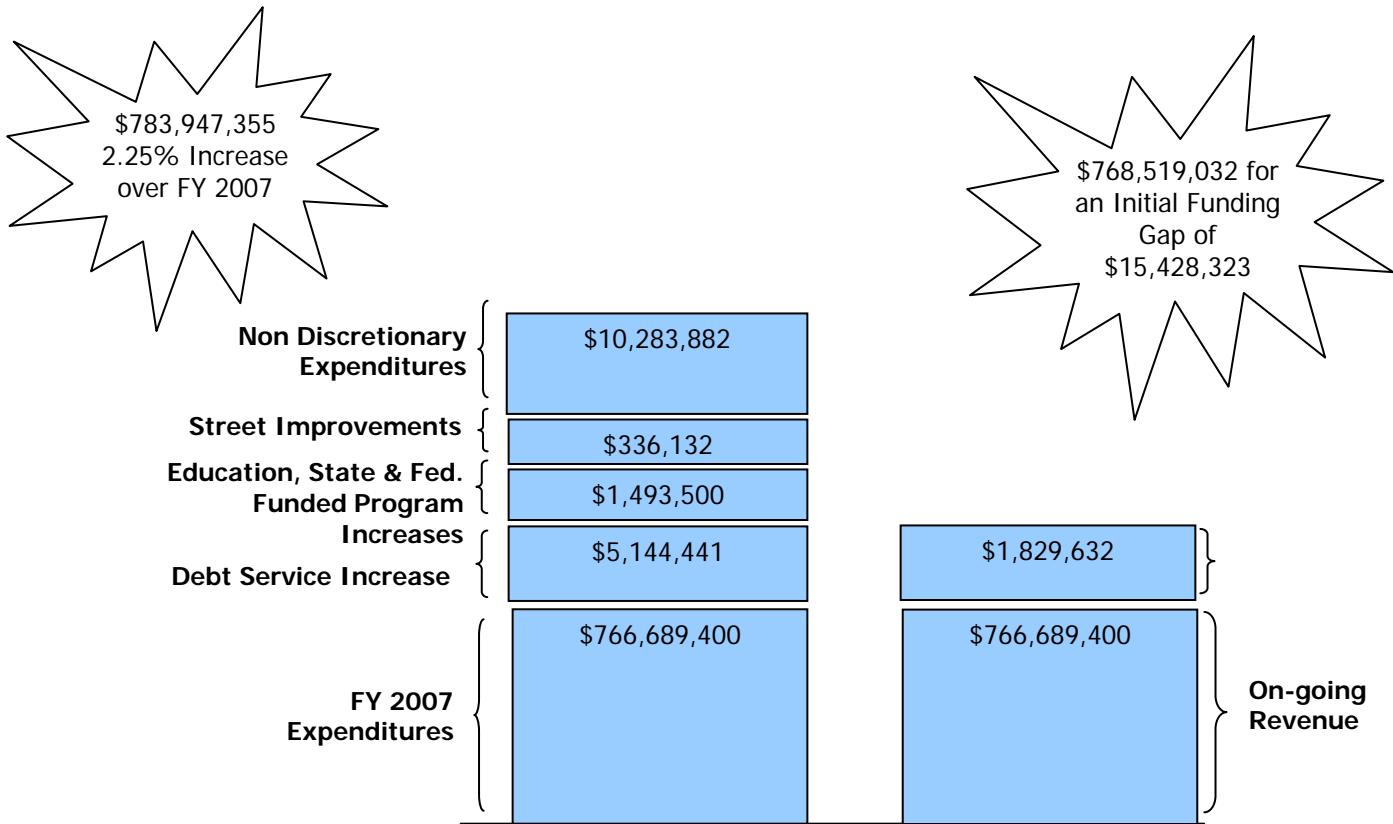 $783,947,355
2.25% Increase
over FY 2007
$768,519,032 for
an Initial Funding
Gap of
$15,428,323
Non Discretionary
Expenditures
$10,283,882
Street Improvements
$336,132
Education, State & Fed.
Funded Program
Increases
$1,493,500
Debt Service Increase
$5,144,441
$1,829,632
FY 2007
Expenditures
$766,689,400
$766,689,400
On-going
Revenue